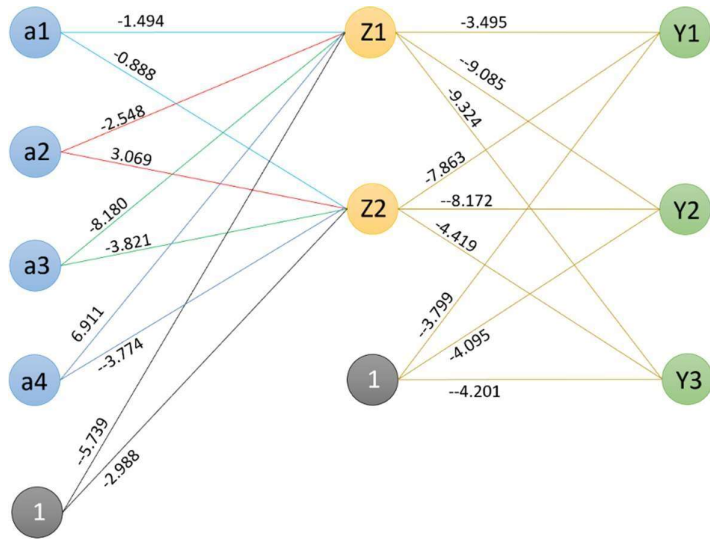 a1
-1.494
Z1
-3.495
Y1
-0.888
--9.085
-9.324
-2.548
a2
3.069
-7.863
-8.180
Z2
--8.172
Y2
-3.821
-4.419
a3
6.911
--3.799
--3.774
-4.095
a4
1
--4.201
Y3
--5.739
-2.988
1